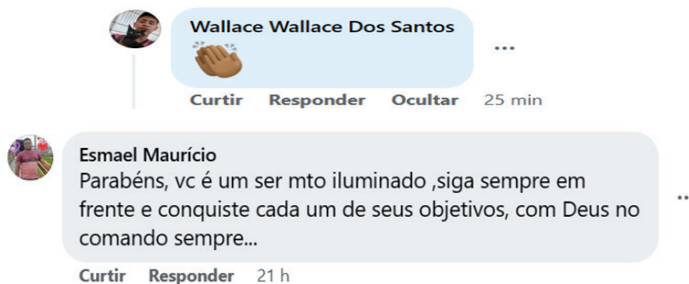 Wallace Wallace Dos Santos
👏🏾
Curtir Responder Ocultar 25 min
Esmael Maurício
Parabéns, vc é um ser mto iluminado ,siga sempre em
frente e conquiste cada um de seus objetivos, com Deus no
comando sempre...
Curtir Responder 21 h